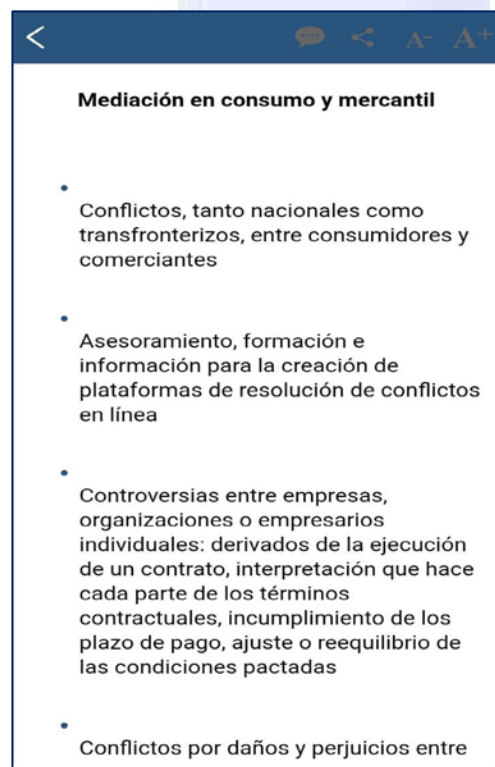 A- A+
Mediación en consumo y mercantil
Conflictos, tanto nacionales como
transfronterizos, entre consumidores y
comerciantes
Asesoramiento, formación e
información para la creación de
plataformas de resolución de conflictos
en línea
Controversias entre empresas,
organizaciones o empresarios
individuales: derivados de la ejecución
de un contrato, interpretación que hace
cada parte de los términos
contractuales, incumplimiento de los
plazo de pago, ajuste o reequilibrio de
las condiciones pactadas
Conflictos por daños y perjuicios entre